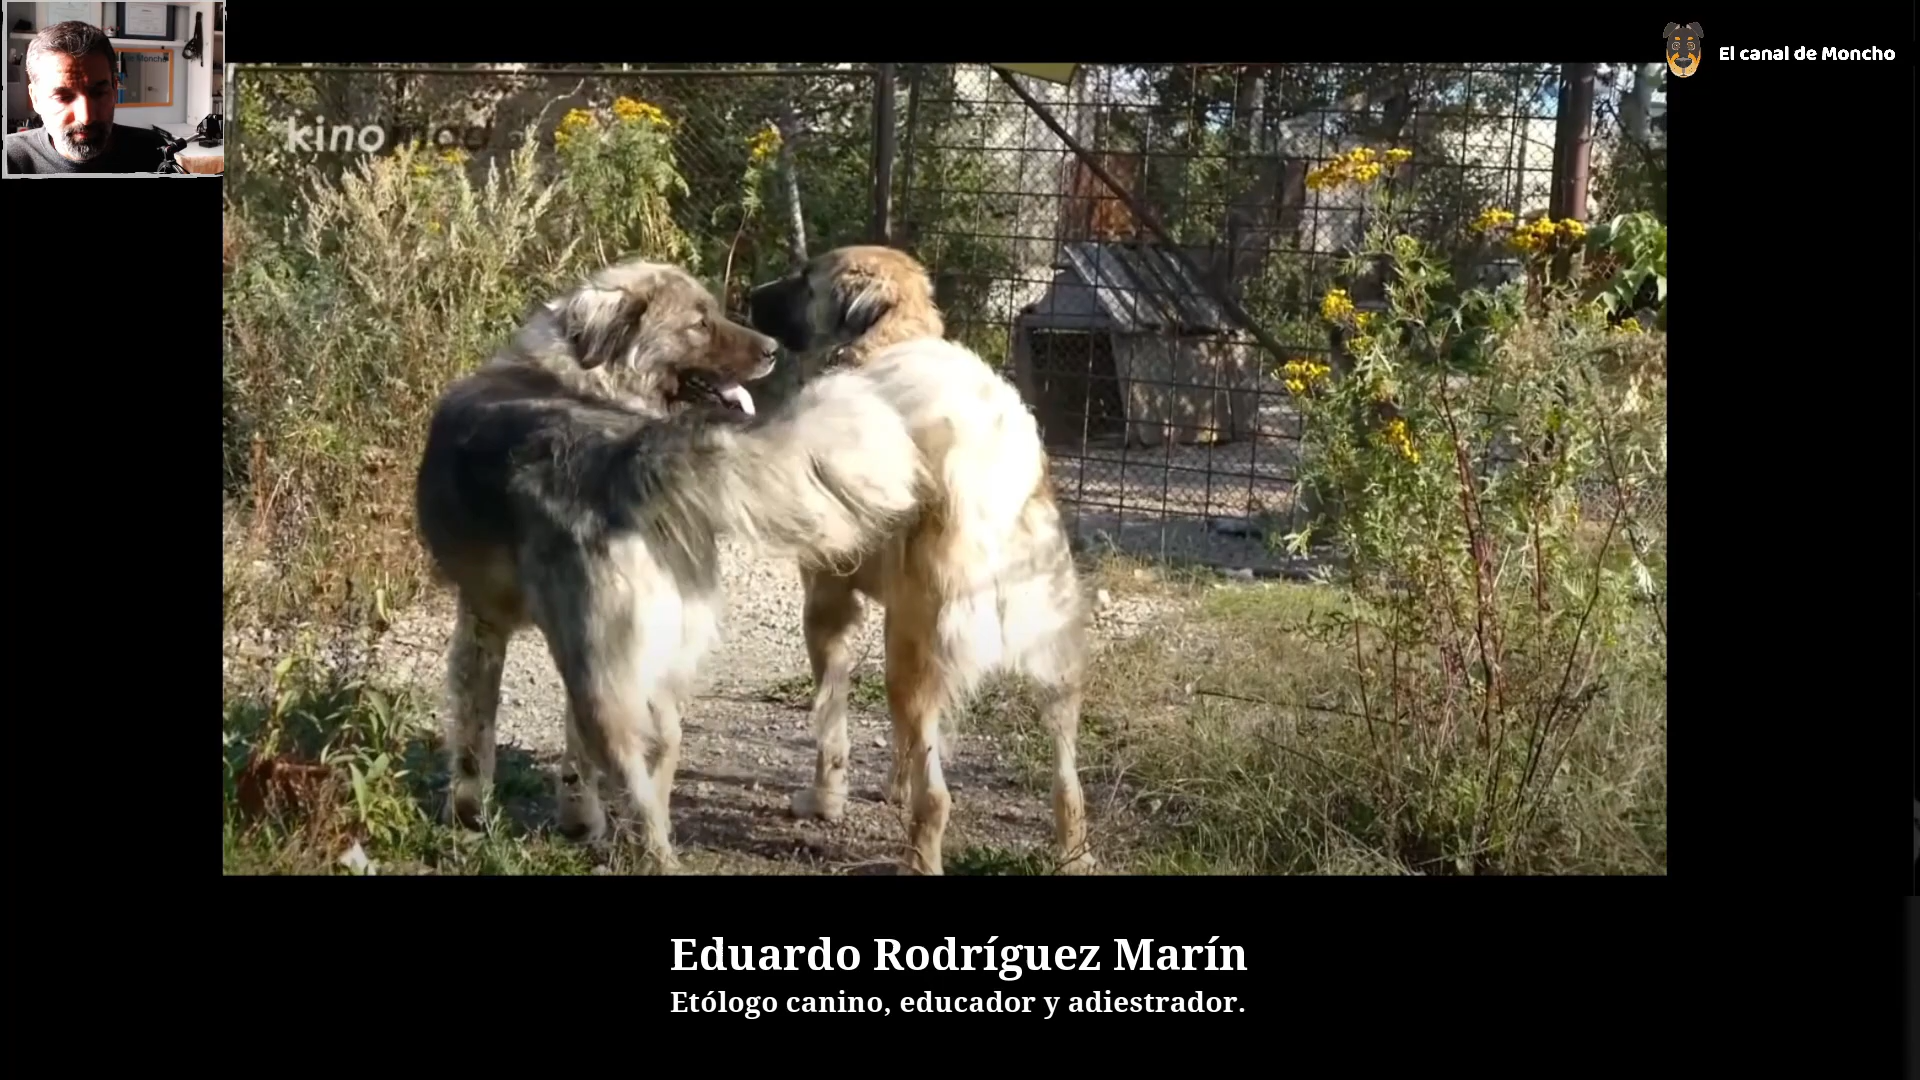 El canal de Moncho
kino
Eduardo Rodríguez Marín
Etólogo canino, educador y adiestrador.